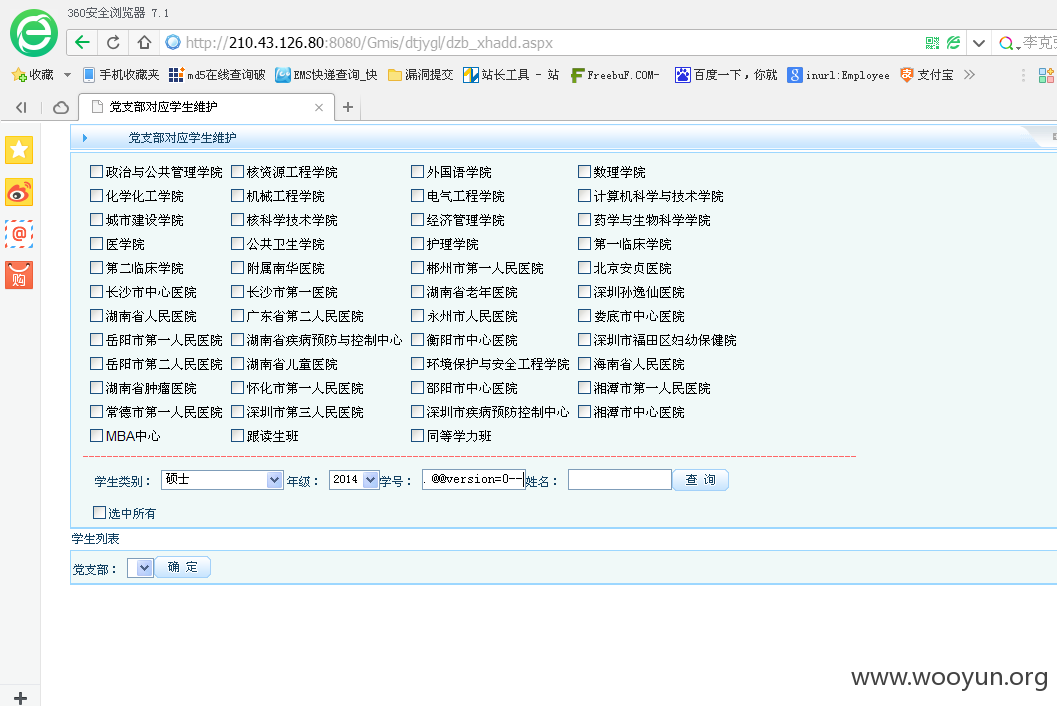 360安全浏览器 7.1
http://210.43.126.80:8080/Gmis/dtjygl/dzb_xhadd.aspx
收藏 手机收藏夹 md5在线查询破 EMS快递查询_快 漏洞提交 站长工具 - 站 FreebuF.COM- 百度一下，你就 inurl:Employee 支付宝
党支部对应学生维护
党支部对应学生维护
政治与公共管理学院 核资源工程学院 外国语学院 数理学院
化学化工学院 机械工程学院 电气工程学院 计算机科学与技术学院
城市建设学院 核科学技术学院 经济管理学院 药学与生物科学学院
医学院 公共卫生学院 护理学院 第一临床学院
第二临床学院 附属南华医院 郴州市第一人民医院 北京安贞医院
长沙市中心医院 长沙市第一医院 湖南省老年医院 深圳孙逸仙医院
湖南省人民医院 广东省第二人民医院 永州市人民医院 娄底市中心医院
岳阳市第一人民医院 湖南省疾病预防与控制中心 衡阳市中心医院 深圳市福田区妇幼保健院
岳阳市第二人民医院 湖南省儿童医院 环境保护与安全工程学院 海南省人民医院
湖南省肿瘤医院 怀化市第一人民医院 邵阳市中心医院 湘潭市第一人民医院
常德市第一人民医院 深圳市第三人民医院 深圳市疾病预防控制中心 湘潭市中心医院
MBA中心 跟读生班 同等学力班
学生类别： 硕士 年级： 2014 学号： . @@version=0-- 姓名： 查 询
选中所有
学生列表
党支部： 确 定
@
购
www.wooyun.org